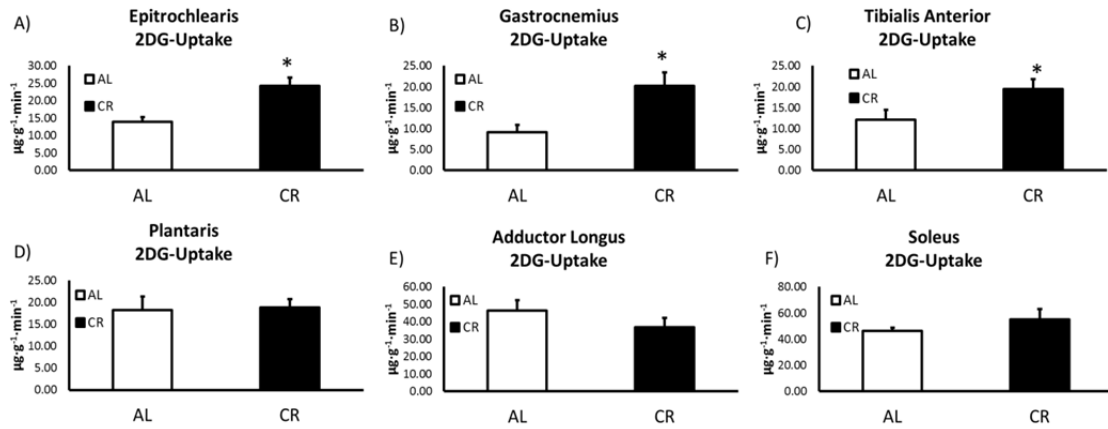 A)
Epitrochlearis
2DG-Uptake
µg·g⁻¹·min⁻¹
30.00
25.00
20.00
15.00
10.00
5.00
0.00
AL
CR
*
AL
CR
B)
Gastrocnemius
2DG-Uptake
µg·g⁻¹·min⁻¹
25.00
20.00
15.00
10.00
5.00
0.00
AL
CR
*
AL
CR
C)
Tibialis Anterior
2DG-Uptake
µg·g⁻¹·min⁻¹
25.00
20.00
15.00
10.00
5.00
0.00
AL
CR
*
AL
CR
D)
Plantaris
2DG-Uptake
µg·g⁻¹·min⁻¹
25.00
20.00
15.00
10.00
5.00
0.00
AL
CR
AL
CR
E)
Adductor Longus
2DG-Uptake
µg·g⁻¹·min⁻¹
60.00
50.00
40.00
30.00
20.00
10.00
0.00
AL
CR
AL
CR
F)
Soleus
2DG-Uptake
µg·g⁻¹·min⁻¹
80.00
60.00
40.00
20.00
0.00
AL
CR
AL
CR